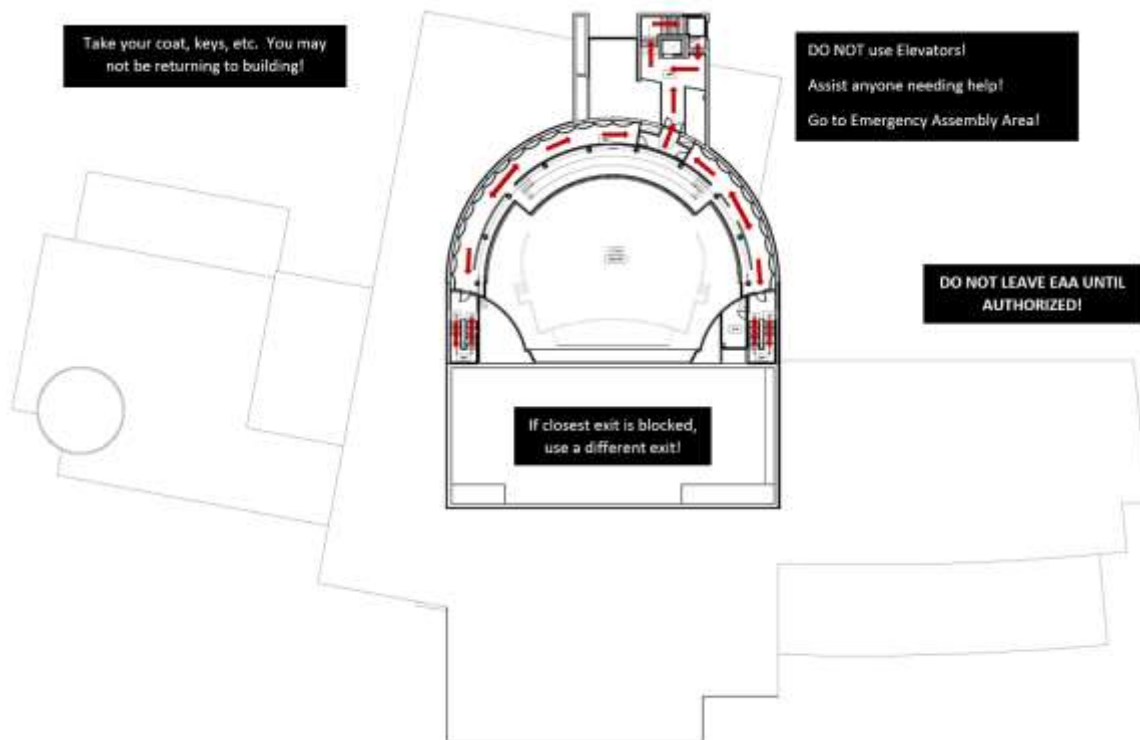 Take your coat, keys, etc.  You may
not be returning to building!
DO NOT use Elevators!
Assist anyone needing help!
Go to Emergency Assembly Area!
DO NOT LEAVE EAA UNTIL
AUTHORIZED!
If closest exit is blocked,
use a different exit!